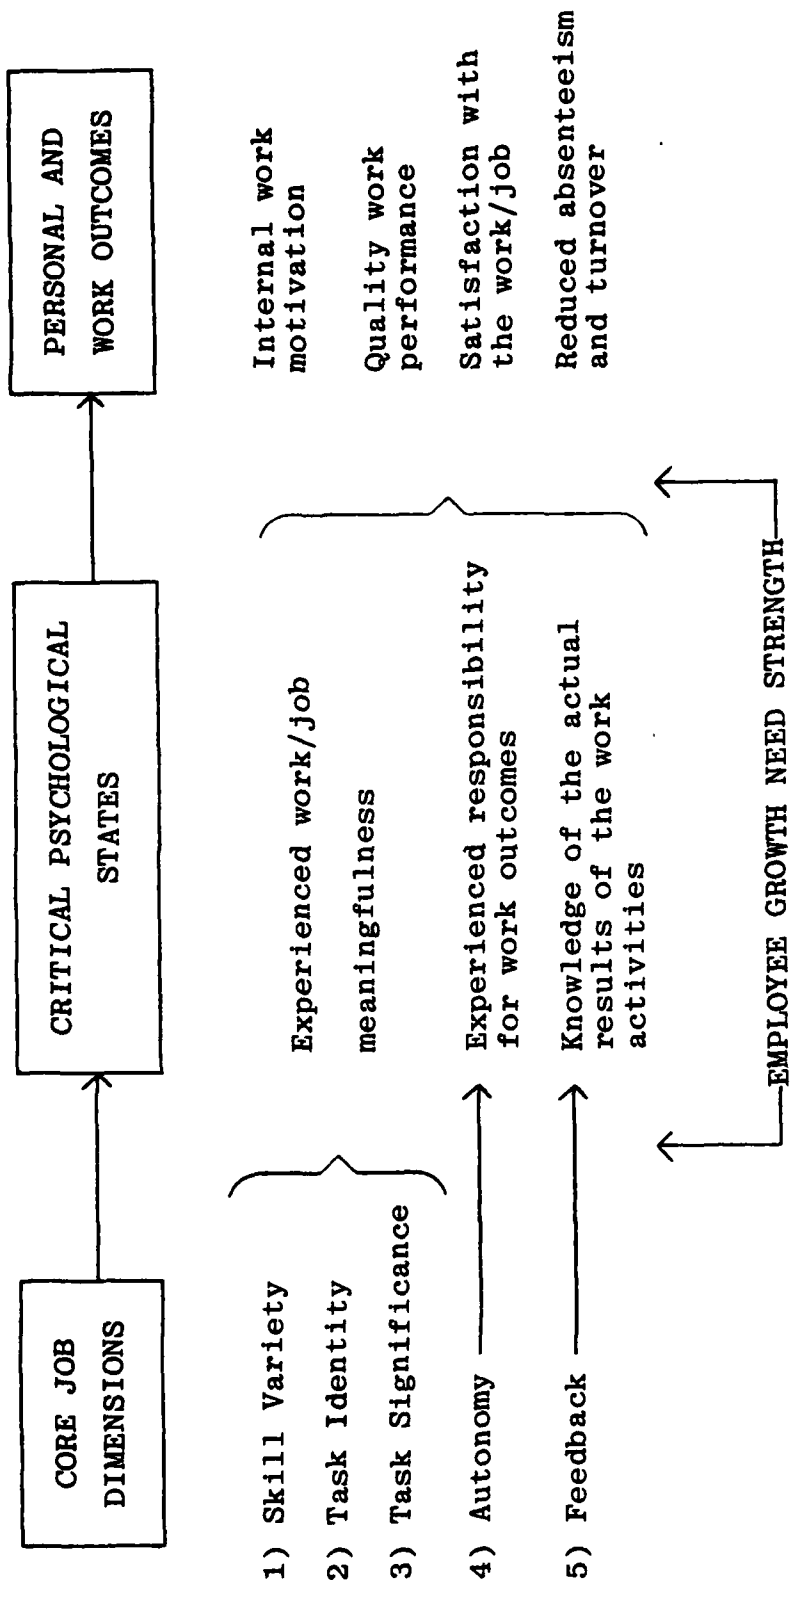 CORE JOB
DIMENSIONS
CRITICAL PSYCHOLOGICAL
STATES
PERSONAL AND
WORK OUTCOMES
1) Skill Variety
2) Task Identity
3) Task Significance
4) Autonomy
5) Feedback
Experienced work/job
meaningfulness
Experienced responsibility
for work outcomes
Knowledge of the actual
results of the work
activities
Internal work
motivation
Quality work
performance
Satisfaction with
the work/job
Reduced absenteeism
and turnover
EMPLOYEE GROWTH NEED STRENGTH